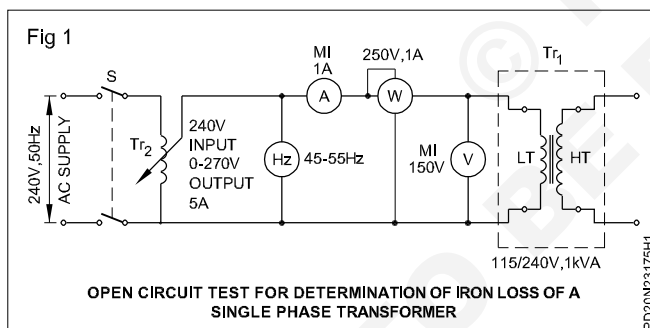 Fig 1
S
240V,50Hz
AC SUPPLY
Tr2
240V
INPUT
0-270V
OUTPUT
5A
Hz
45-55Hz
MI
1A
A
250V,1A
W
MI
150V
V
Tr1
LT
HT
115/240V,1kVA
OPEN CIRCUIT TEST FOR DETERMINATION OF IRON LOSS OF A
SINGLE PHASE TRANSFORMER